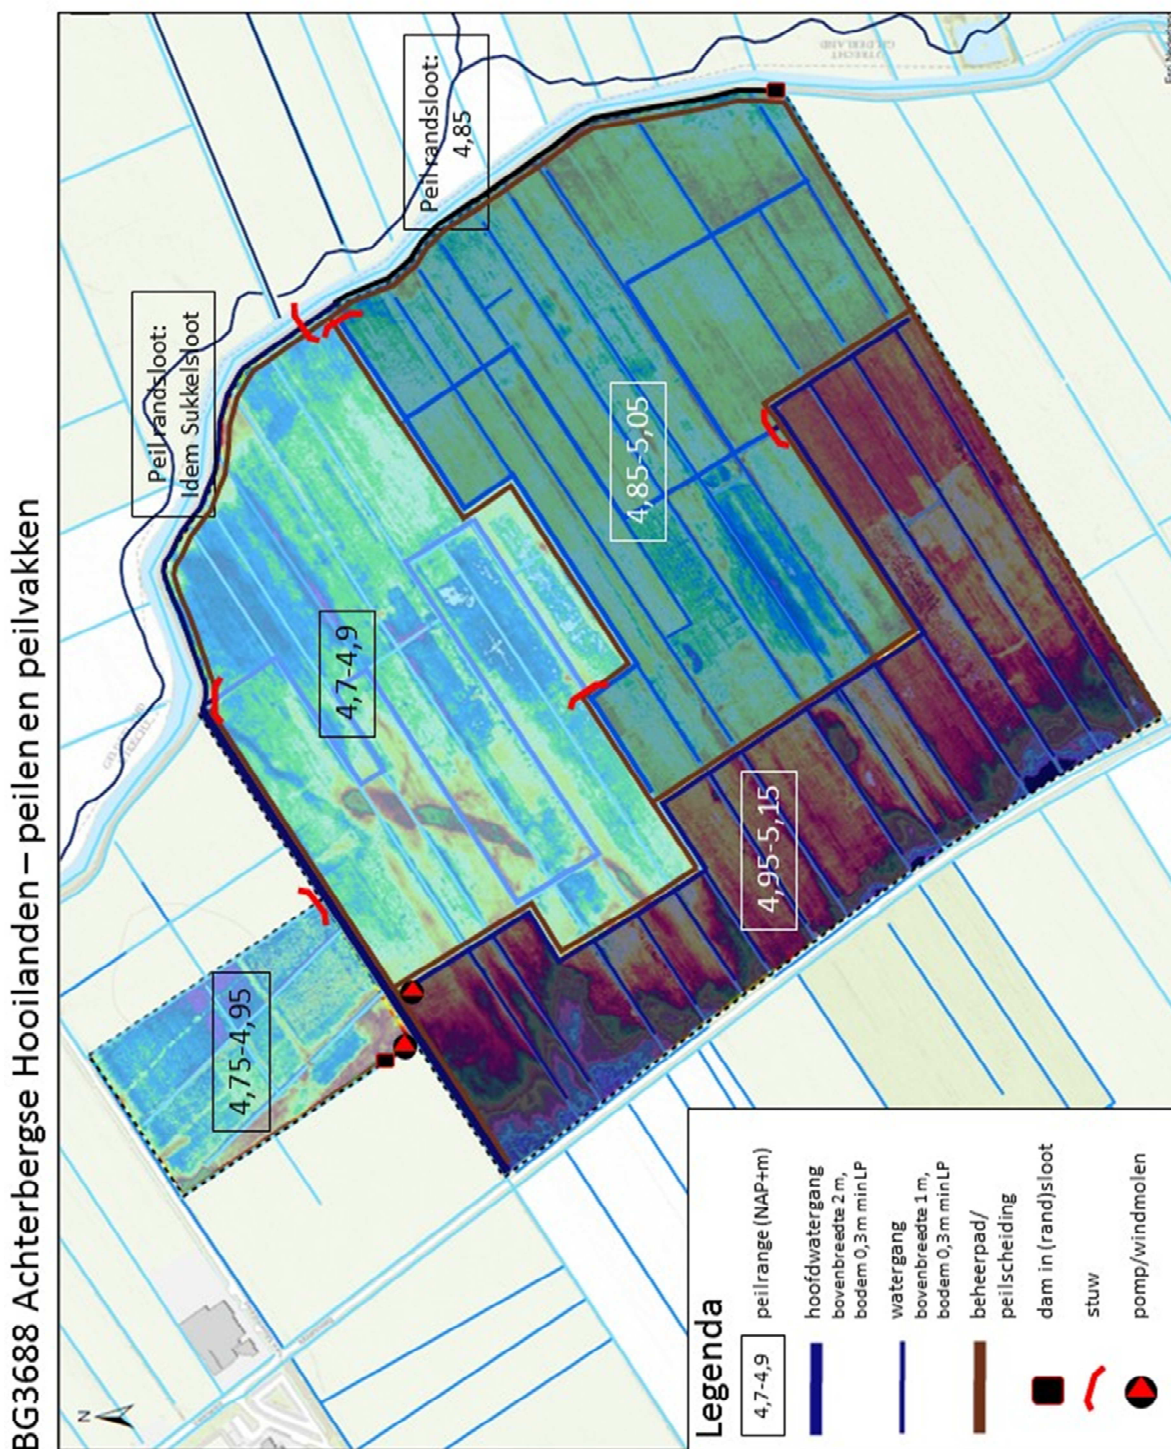 BG3688 Achterbergse Hooilanden – peilen en peilvakken
N
Peil randsloot:
Idem Sukkelsloot
Peil randsloot:
4,85
UTRECHT
GELDERLAND
4,75-4,95
4,7-4,9
4,85-5,05
4,95-5,15
Legenda
4,7-4,9
peilrange (NAP+m)
hoofdwatergang
bovenbreedte 2 m,
bodem 0,3 m min LP
watergang
bovenbreedte 1 m,
bodem 0,3 m min LP
beheerpad/
peilscheiding
dam in (rand)sloot
stuw
pomp/windmolen